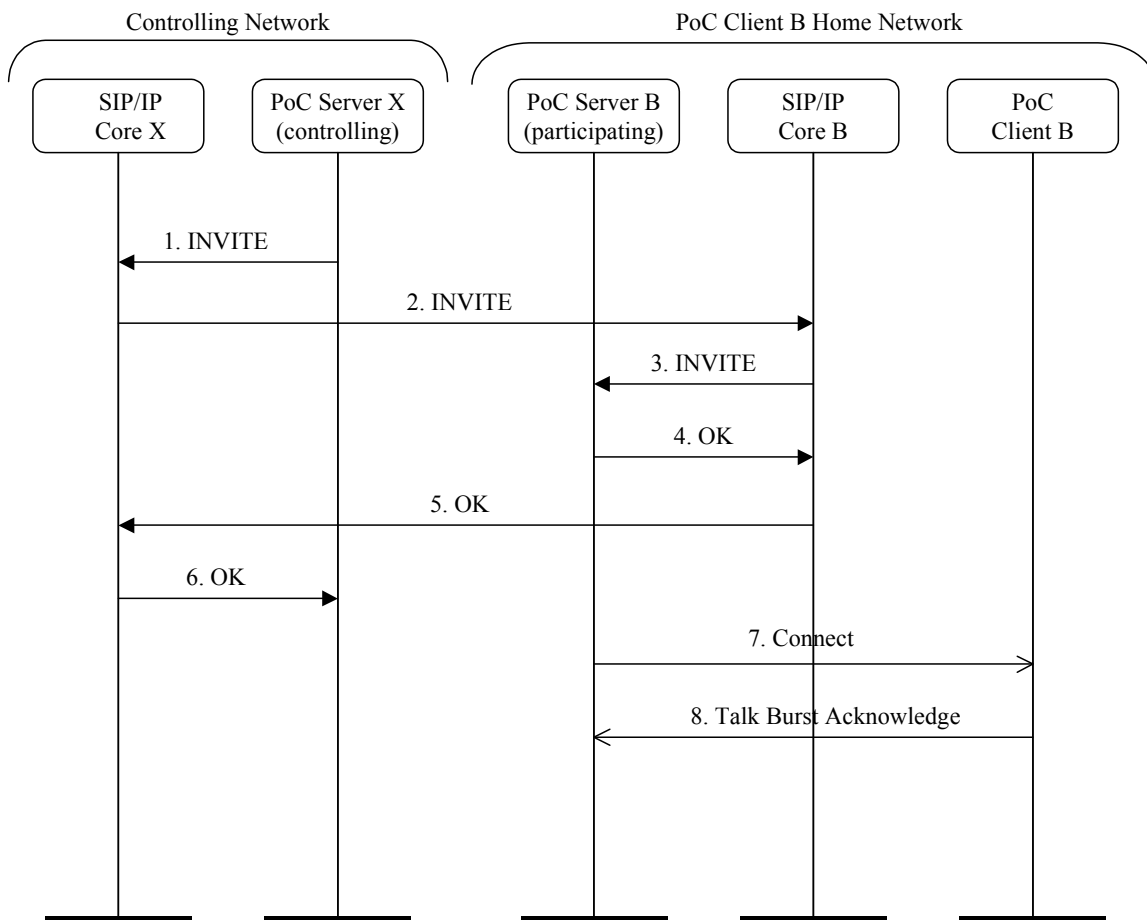 Controlling Network
PoC Client B Home Network
SIP/IP
Core X
PoC Server X
(controlling)
PoC Server B
(participating)
SIP/IP
Core B
PoC
Client B
1. INVITE
2. INVITE
3. INVITE
4. OK
5. OK
6. OK
7. Connect
8. Talk Burst Acknowledge